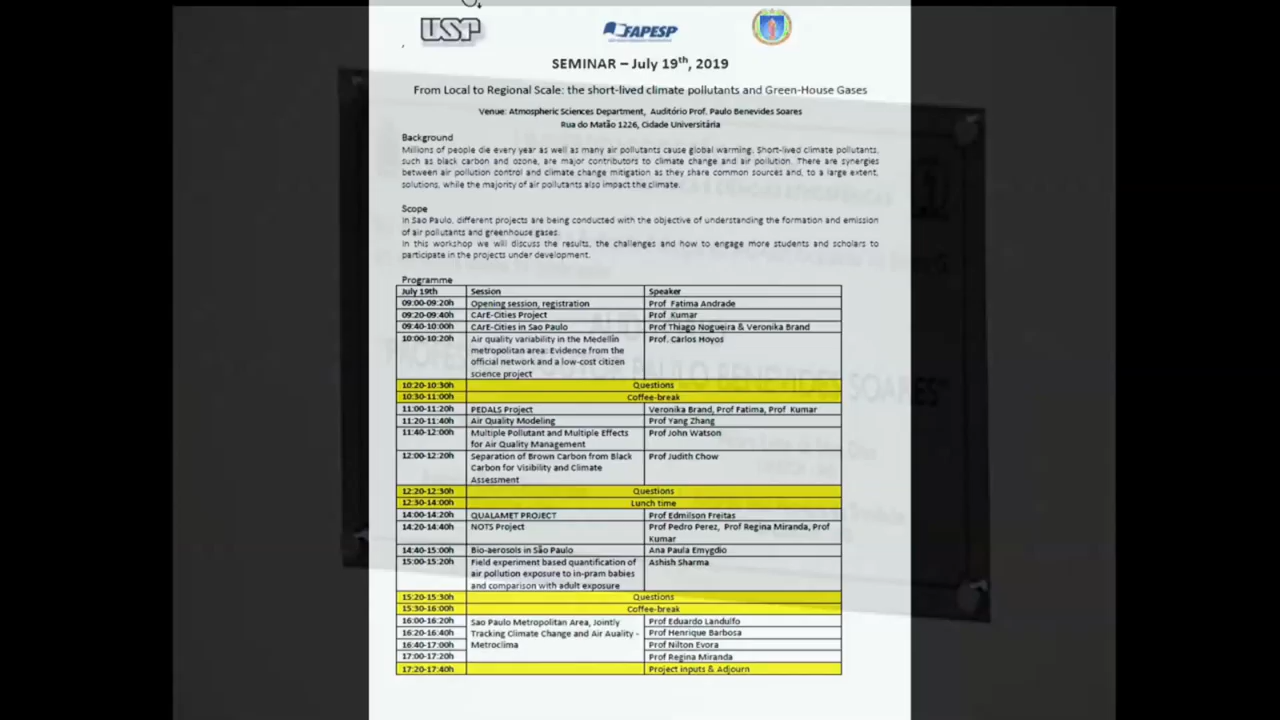 USP
FAPESP
SEMINAR – July 19th, 2019
From Local to Regional Scale: the short-lived climate pollutants and Green-House Gases
Venue: Atmospheric Sciences Department, Auditório Prof. Paulo Benevides Soares
Rua do Matão 1226, Cidade Universitária
Background
Millions of people die every year as well as many air pollutants cause global warming. Short-lived climate pollutants,
such as black carbon and ozone, are major contributors to climate change and air pollution. There are synergies
between air pollution control and climate change mitigation as they share common sources and, to a large extent,
solutions, while the majority of air pollutants also impact the climate.
Scope
In Sao Paulo, different projects are being conducted with the objective of understanding the formation and emission
of air pollutants and greenhouse gases.
In this workshop we will discuss the results, the challenges and how to engage more students and scholars to
participate in the projects under development.
Programme
July 19th Session Speaker
09:00-09:20h Opening session, registration Prof Fatima Andrade
09:20-09:40h CArE-Cities Project Prof Kumar
09:40-10:00h CArE-Cities in Sao Paulo Prof Thiago Nogueira & Veronika Brand
10:00-10:20h Air quality variability in the Medellín Prof. Carlos Hoyos
metropolitan area: Evidence from the
official network and a low-cost citizen
science project
10:20-10:30h Questions
10:30-11:00h Coffee-break
11:00-11:20h PEDALS Project Veronika Brand, Prof Fatima, Prof Kumar
11:20-11:40h Air Quality Modeling Prof Yang Zhang
11:40-12:00h Multiple Pollutant and Multiple Effects Prof John Watson
for Air Quality Management
12:00-12:20h Separation of Brown Carbon from Black Prof Judith Chow
Carbon for Visibility and Climate
Assessment
12:20-12:30h Questions
12:30-14:00h Lunch time
14:00-14:20h QUALAMET PROJECT Prof Edmilson Freitas
14:20-14:40h NOTS Project Prof Pedro Perez, Prof Regina Miranda, Prof
Kumar
14:40-15:00h Bio-aerosols in São Paulo Ana Paula Emygdio
15:00-15:20h Field experiment based quantification of Ashish Sharma
air pollution exposure to in-pram babies
and comparison with adult exposure
15:20-15:30h Questions
15:30-16:00h Coffee-break
16:00-16:20h Sao Paulo Metropolitan Area, Jointly Prof Eduardo Landulfo
16:20-16:40h Tracking Climate Change and Air Auality - Prof Henrique Barbosa
16:40-17:00h Metroclima Prof Nilton Evora
17:00-17:20h Prof Regina Miranda
17:20-17:40h Project inputs & Adjourn
PAULO BENEVIDES SOARES